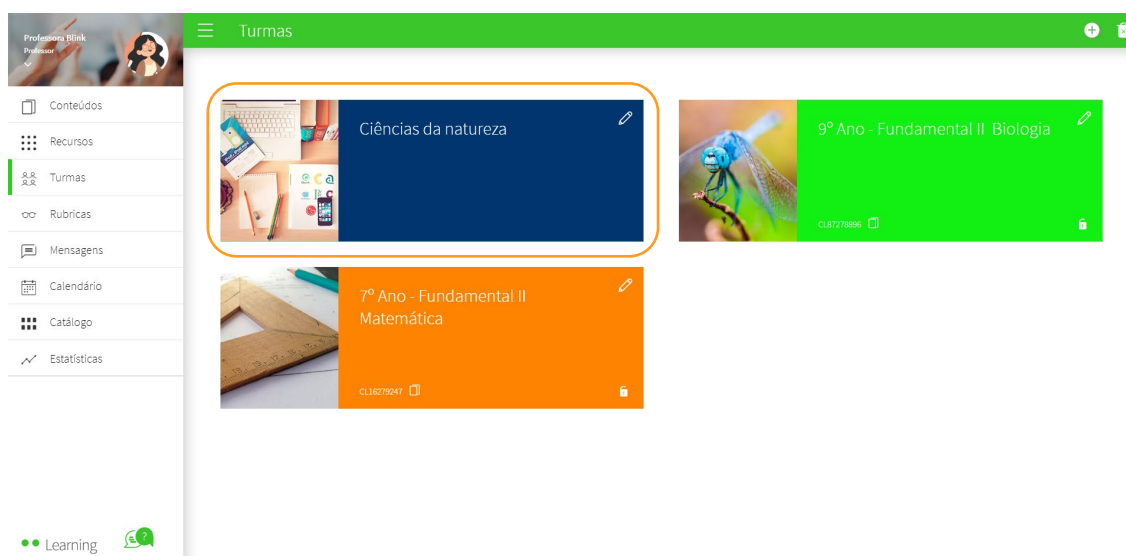 Professora Blink
Professor
Turmas
Conteúdos
Recursos
Turmas
Rubricas
Mensagens
Calendário
Catálogo
Estatísticas
Learning
Ciências da natureza
9º Ano - Fundamental II Biologia
CL87278896
7º Ano - Fundamental II
Matemática
CL16279247